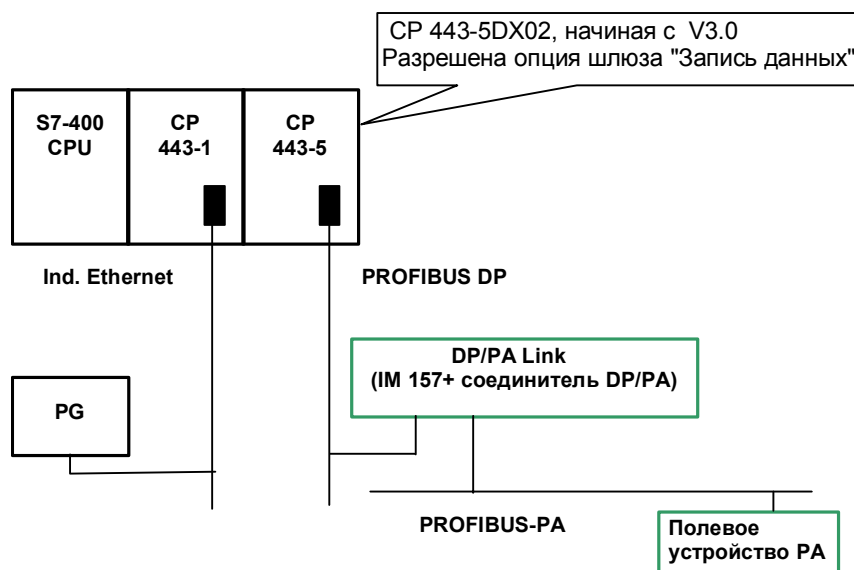 CP 443-5DX02, начиная с V3.0
Разрешена опция шлюза "Запись данных"
S7-400
CPU
CP
443-1
CP
443-5
Ind. Ethernet
PROFIBUS DP
DP/PA Link
(IM 157+ соединитель DP/PA)
PG
PROFIBUS-PA
Полевое
устройство PA